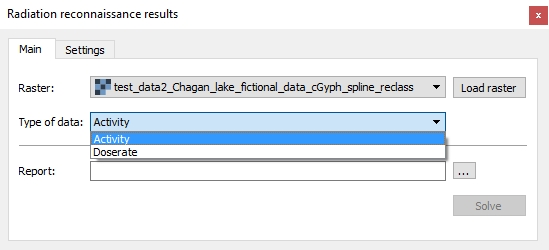 Radiation reconnaissance results
x
Main Settings
Raster: test_data2_Chagan_lake_fictional_data_cGyph_spline_reclass Load raster
Type of data: Activity
Activity
Doserate
Report: ...
Solve